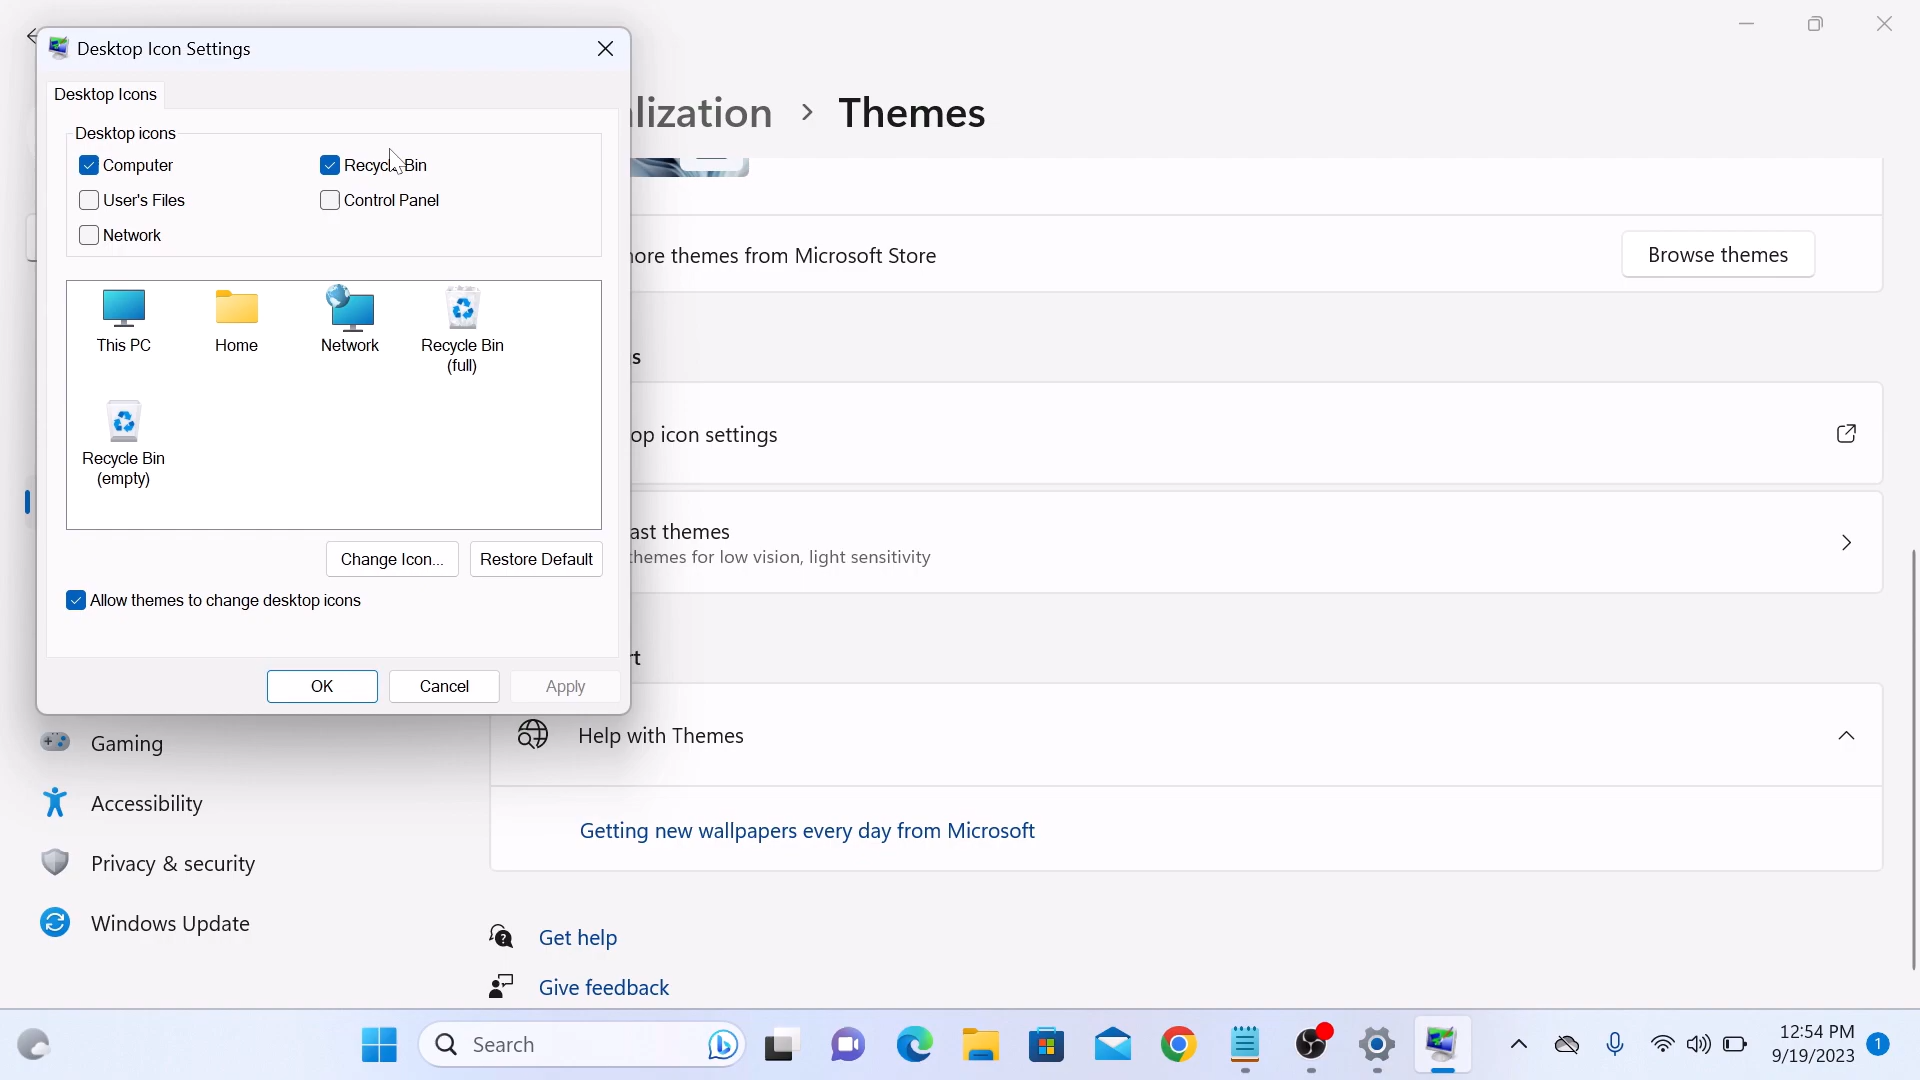 Desktop Icon Settings
Desktop Icons
Desktop icons
Computer
Recycle Bin
User's Files
Control Panel
Network
This PC
Home
Network
Recycle Bin
(full)
Recycle Bin
(empty)
Change Icon...
Restore Default
Allow themes to change desktop icons
OK
Cancel
Apply
lization > Themes
ore themes from Microsoft Store
Browse themes
s
op icon settings
ast themes
themes for low vision, light sensitivity
rt
Help with Themes
Getting new wallpapers every day from Microsoft
Get help
Give feedback
Gaming
Accessibility
Privacy & security
Windows Update
Search
12:54 PM
9/19/2023
1